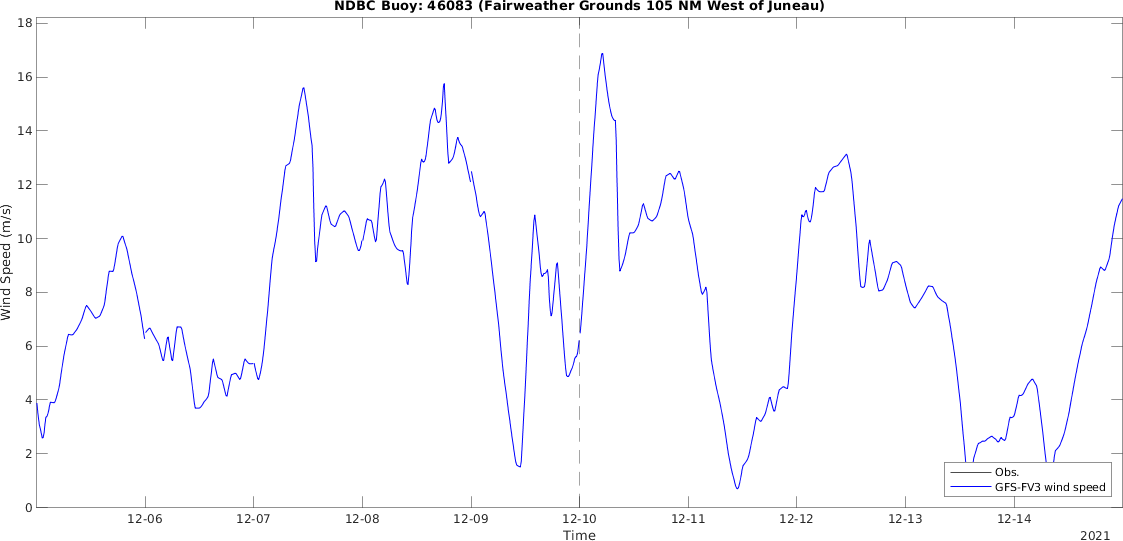 NDBC Buoy: 46083 (Fairweather Grounds 105 NM West of Juneau)
18
16
14
12
10
8
6
4
2
0
Wind Speed (m/s)
Obs.
GFS-FV3 wind speed
12-06 12-07 12-08 12-09 12-10 12-11 12-12 12-13 12-14
Time
2021